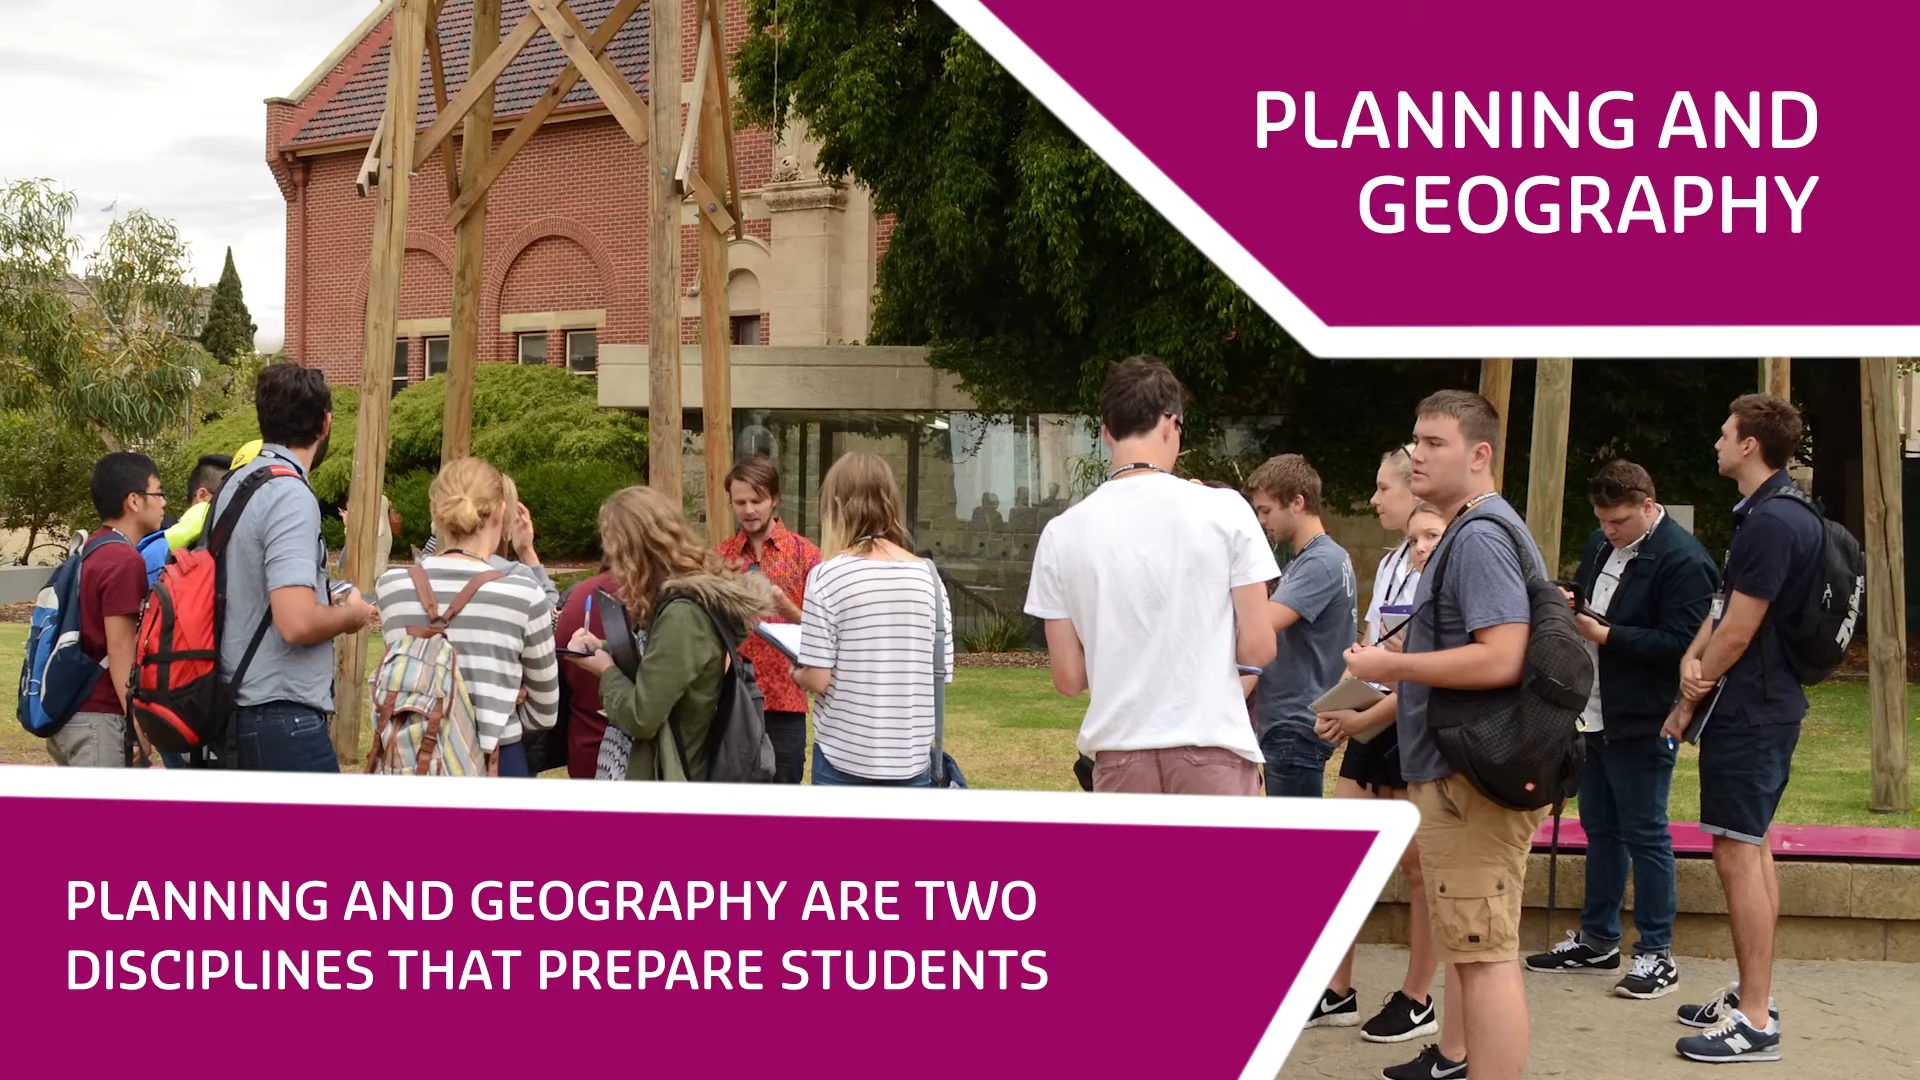 PLANNING AND
GEOGRAPHY
PLANNING AND GEOGRAPHY ARE TWO
DISCIPLINES THAT PREPARE STUDENTS